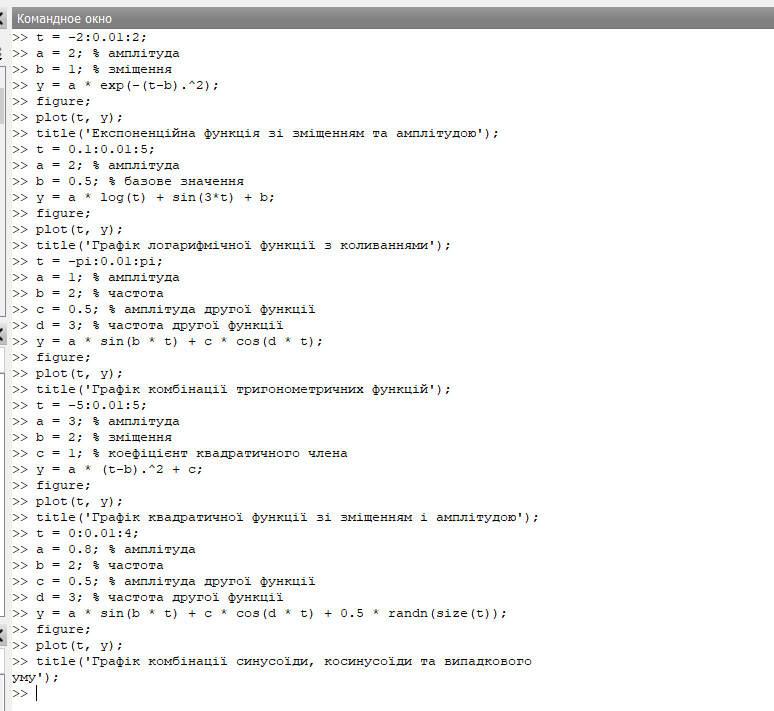 Командное окно
>> t = -2:0.01:2;
>> a = 2; % амплітуда
>> b = 1; % зміщення
>> y = a * exp(-(t-b).^2);
>> figure;
>> plot(t, y);
>> title('Експоненційна функція зі зміщенням та амплітудою');
>> t = 0.1:0.01:5;
>> a = 2; % амплітуда
>> b = 0.5; % базове значення
>> y = a * log(t) + sin(3*t) + b;
>> figure;
>> plot(t, y);
>> title('Графік логарифмічної функції з коливаннями');
>> t = -pi:0.01:pi;
>> a = 1; % амплітуда
>> b = 2; % частота
>> c = 0.5; % амплітуда другої функції
>> d = 3; % частота другої функції
>> y = a * sin(b * t) + c * cos(d * t);
>> figure;
>> plot(t, y);
>> title('Графік комбінації тригонометричних функцій');
>> t = -5:0.01:5;
>> a = 3; % амплітуда
>> b = 2; % зміщення
>> c = 1; % коефіцієнт квадратичного члена
>> y = a * (t-b).^2 + c;
>> figure;
>> plot(t, y);
>> title('Графік квадратичної функції зі зміщенням і амплітудою');
>> t = 0:0.01:4;
>> a = 0.8; % амплітуда
>> b = 2; % частота
>> c = 0.5; % амплітуда другої функції
>> d = 3; % частота другої функції
>> y = a * sin(b * t) + c * cos(d * t) + 0.5 * randn(size(t));
>> figure;
>> plot(t, y);
>> title('Графік комбінації синусоїди, косинусоїди та випадкового
уму');
>>